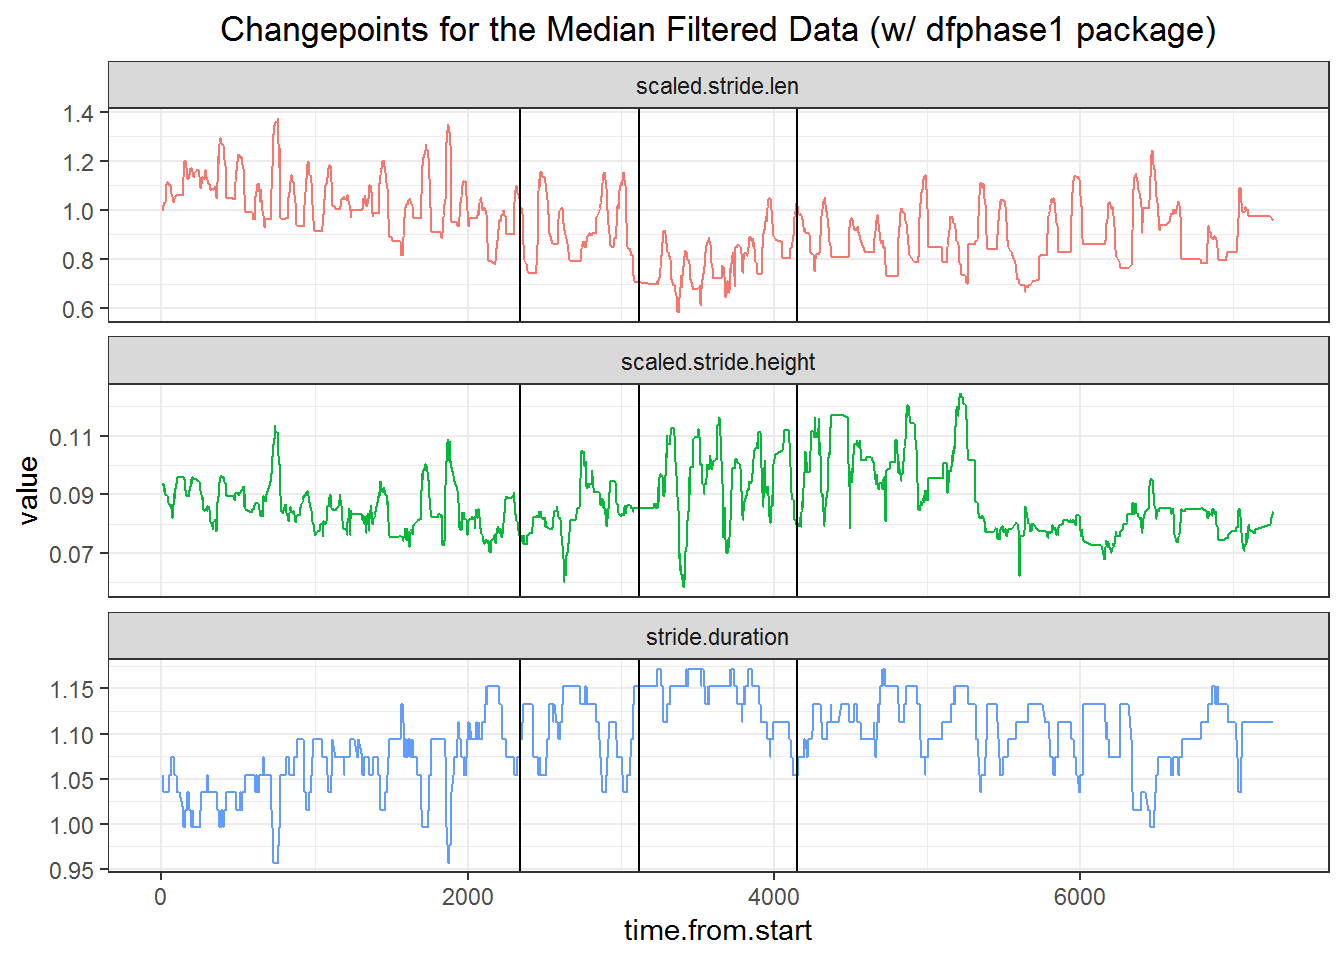 Changepoints for the Median Filtered Data (w/ dfphase1 package)
scaled.stride.len
1.4
1.2
1.0
0.8
0.6
scaled.stride.height
0.11
0.09
0.07
value
stride.duration
1.15
1.10
1.05
1.00
0.95
0 2000 4000 6000
time.from.start